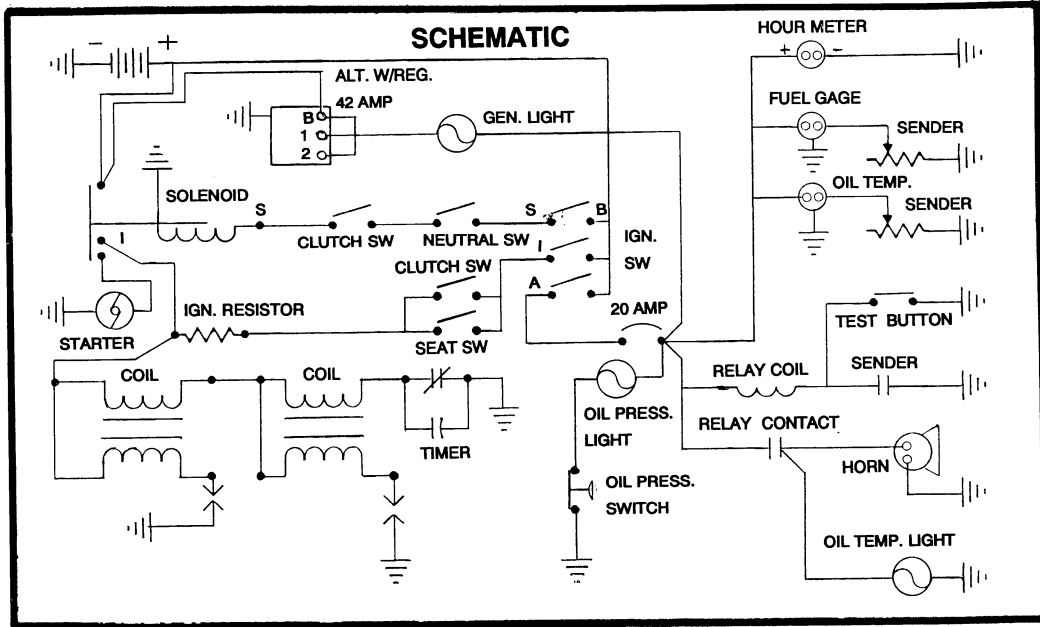 SCHEMATIC
HOUR METER
- +
+ -
ALT. W/REG.
42 AMP
B
1
2
GEN. LIGHT
FUEL GAGE
SENDER
OIL TEMP.
SENDER
SOLENOID
S
CLUTCH SW
NEUTRAL SW
S
B
I
IGN.
SW
A
I
CLUTCH SW
SEAT SW
20 AMP
STARTER
IGN. RESISTOR
TEST BUTTON
COIL
COIL
TIMER
OIL PRESS.
LIGHT
RELAY COIL
SENDER
RELAY CONTACT
HORN
OIL PRESS.
SWITCH
OIL TEMP. LIGHT